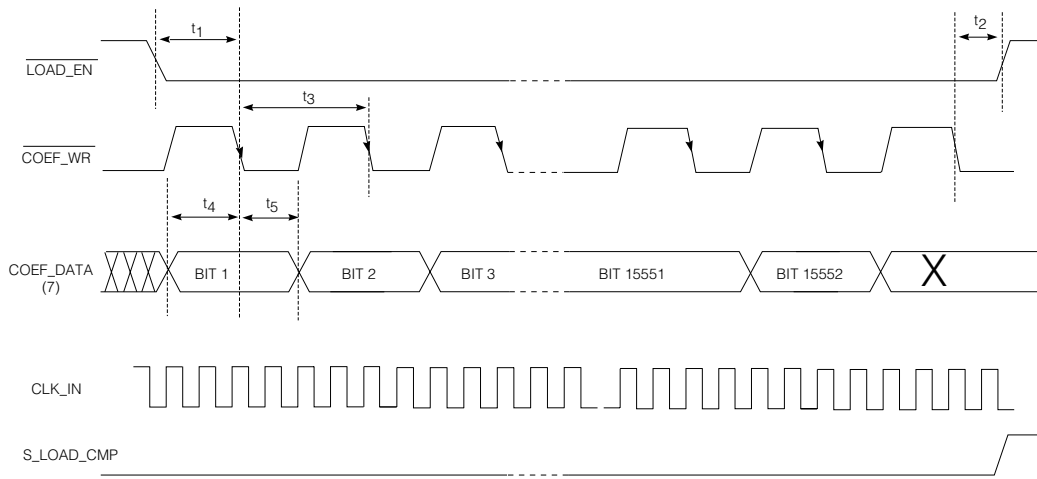 t1
t2
LOAD_EN
t3
COEF_WR
t4
t5
COEF_DATA
(7)
BIT 1
BIT 2
BIT 3
BIT 15551
BIT 15552
X
CLK_IN
S_LOAD_CMP